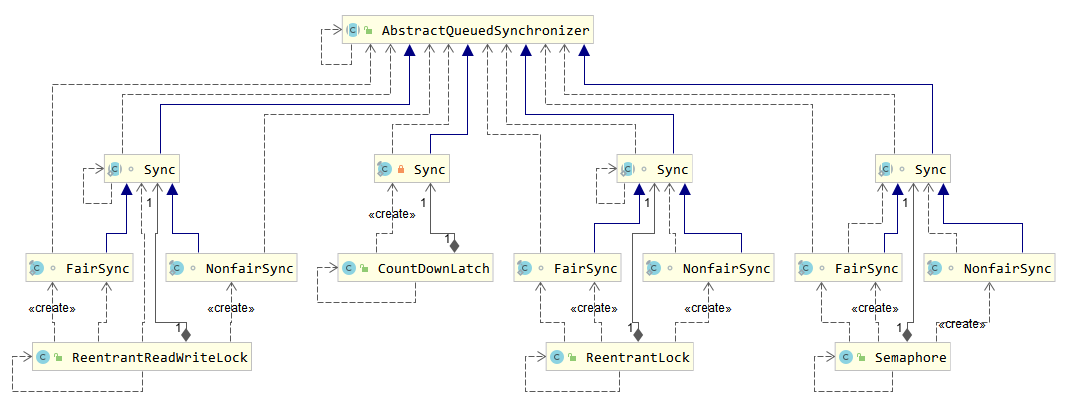 AbstractQueuedSynchronizer
Sync
Sync
Sync
Sync
1
1
1
1
«create»
1
FairSync
NonfairSync
CountDownLatch
FairSync
NonfairSync
FairSync
NonfairSync
«create»
«create»
«create»
«create»
«create»
«create»
1
1
1
ReentrantReadWriteLock
ReentrantLock
Semaphore